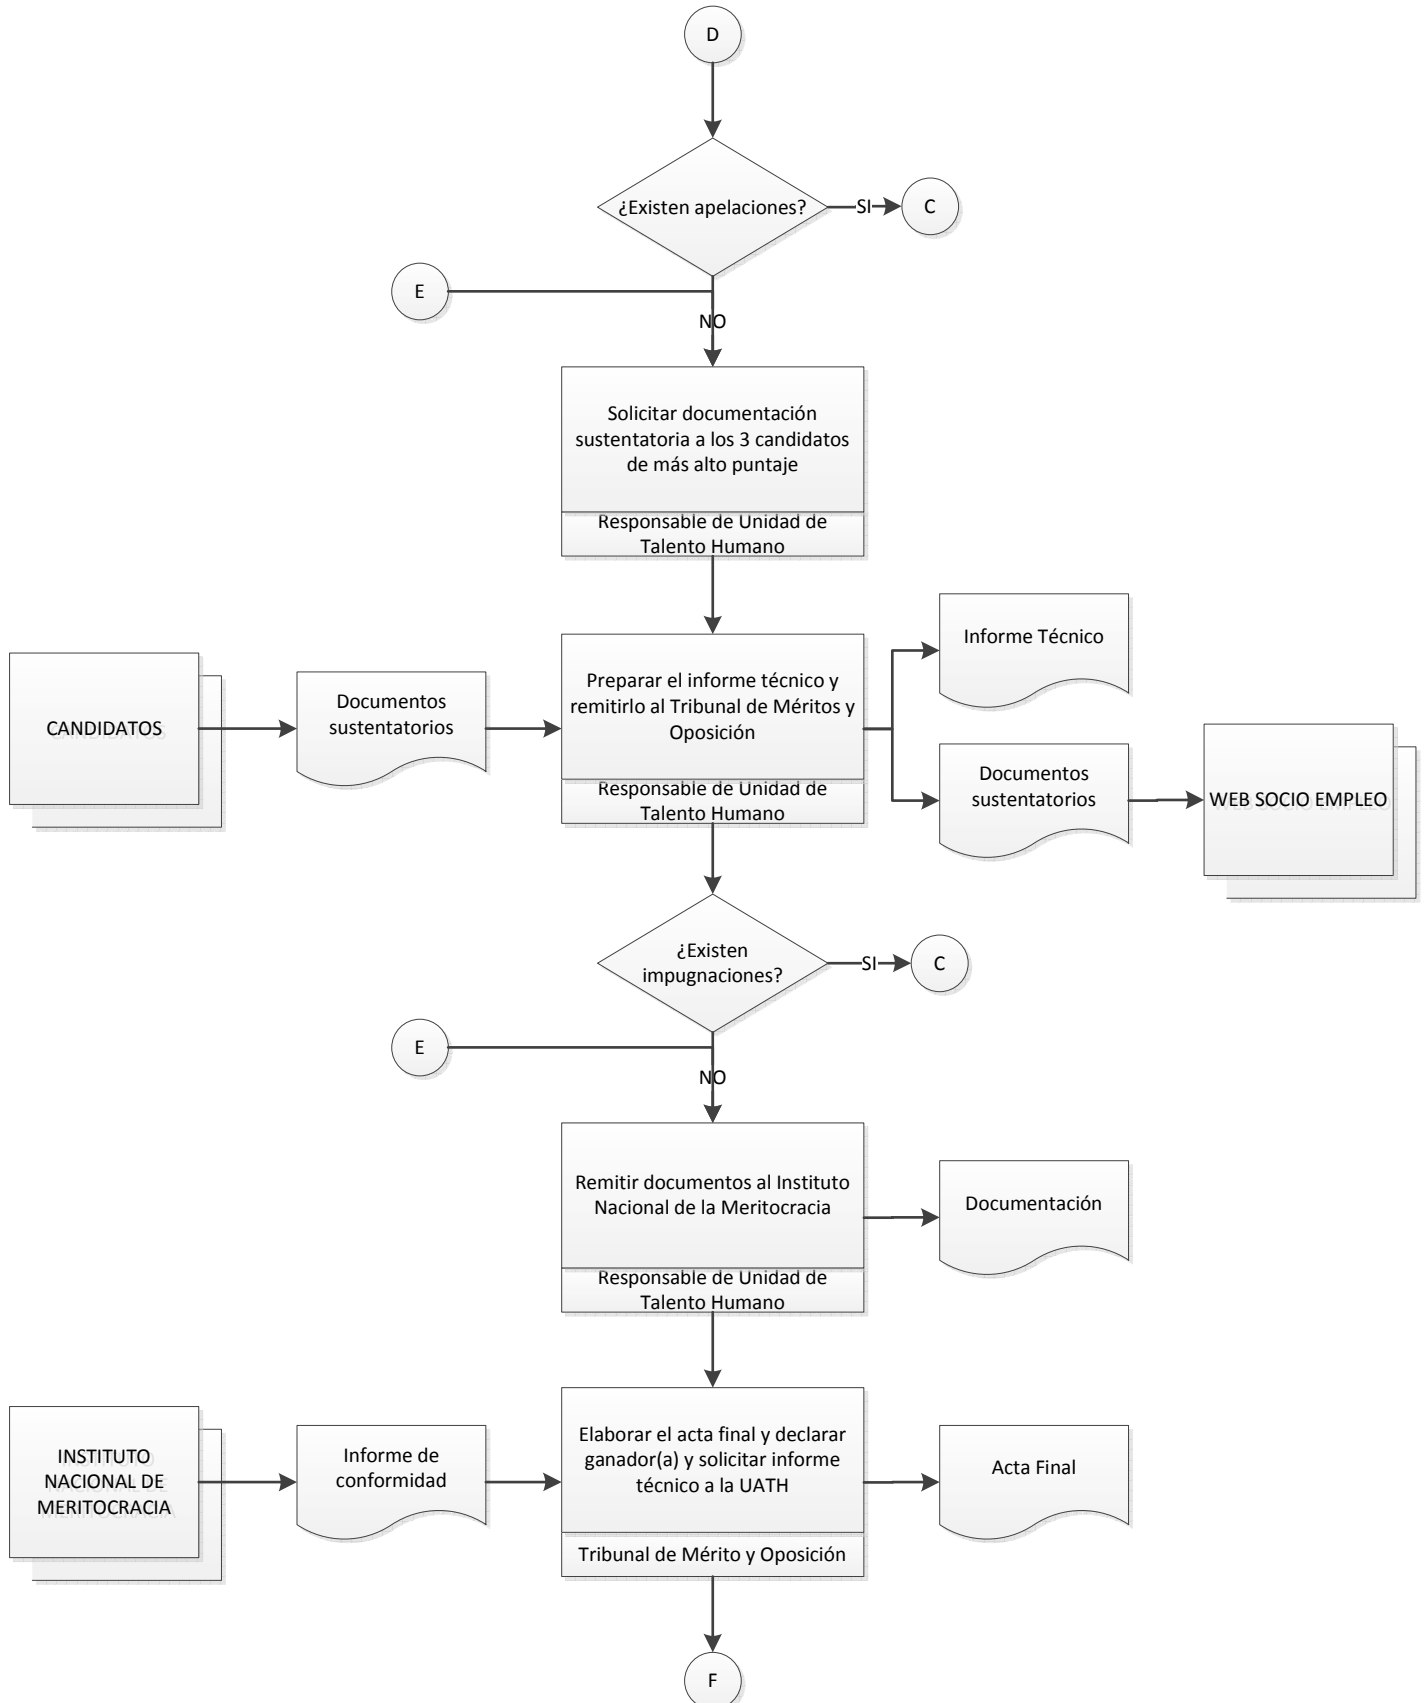 D
¿Existen apelaciones?
SI
C
E
NO
Solicitar documentación
sustentatoria a los 3 candidatos
de más alto puntaje
Responsable de Unidad de
Talento Humano
CANDIDATOS
Documentos
sustentatorios
Preparar el informe técnico y
remitirlo al Tribunal de Méritos y
Oposición
Responsable de Unidad de
Talento Humano
Informe Técnico
Documentos
sustentatorios
WEB SOCIO EMPLEO
¿Existen
impugnaciones?
SI
C
E
NO
Remitir documentos al Instituto
Nacional de la Meritocracia
Responsable de Unidad de
Talento Humano
Documentación
INSTITUTO
NACIONAL DE
MERITOCRACIA
Informe de
conformidad
Elaborar el acta final y declarar
ganador(a) y solicitar informe
técnico a la UATH
Tribunal de Mérito y Oposición
Acta Final
F